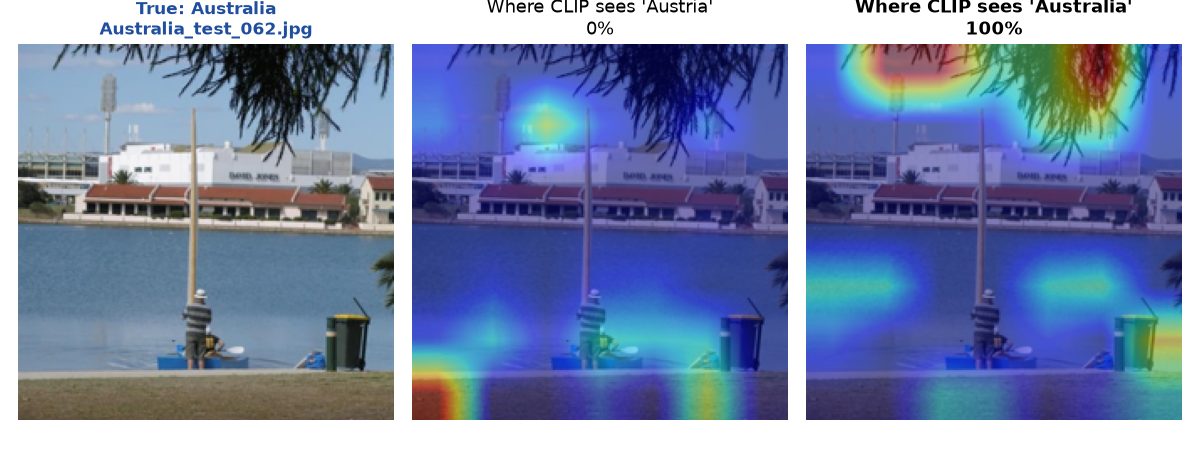 True: Australia
Australia_test_062.jpg
Where CLIP sees 'Austria'
0%
Where CLIP sees 'Australia'
100%
DANIEL JONES